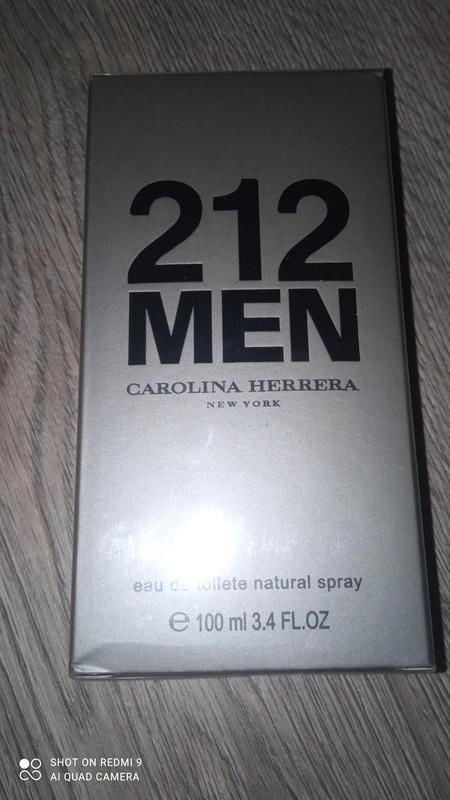 212
MEN
CAROLINA HERRERA
NEW YORK
eau de toilete natural spray
e 100 ml 3.4 FL.OZ
SHOT ON REDMI 9
AI QUAD CAMERA